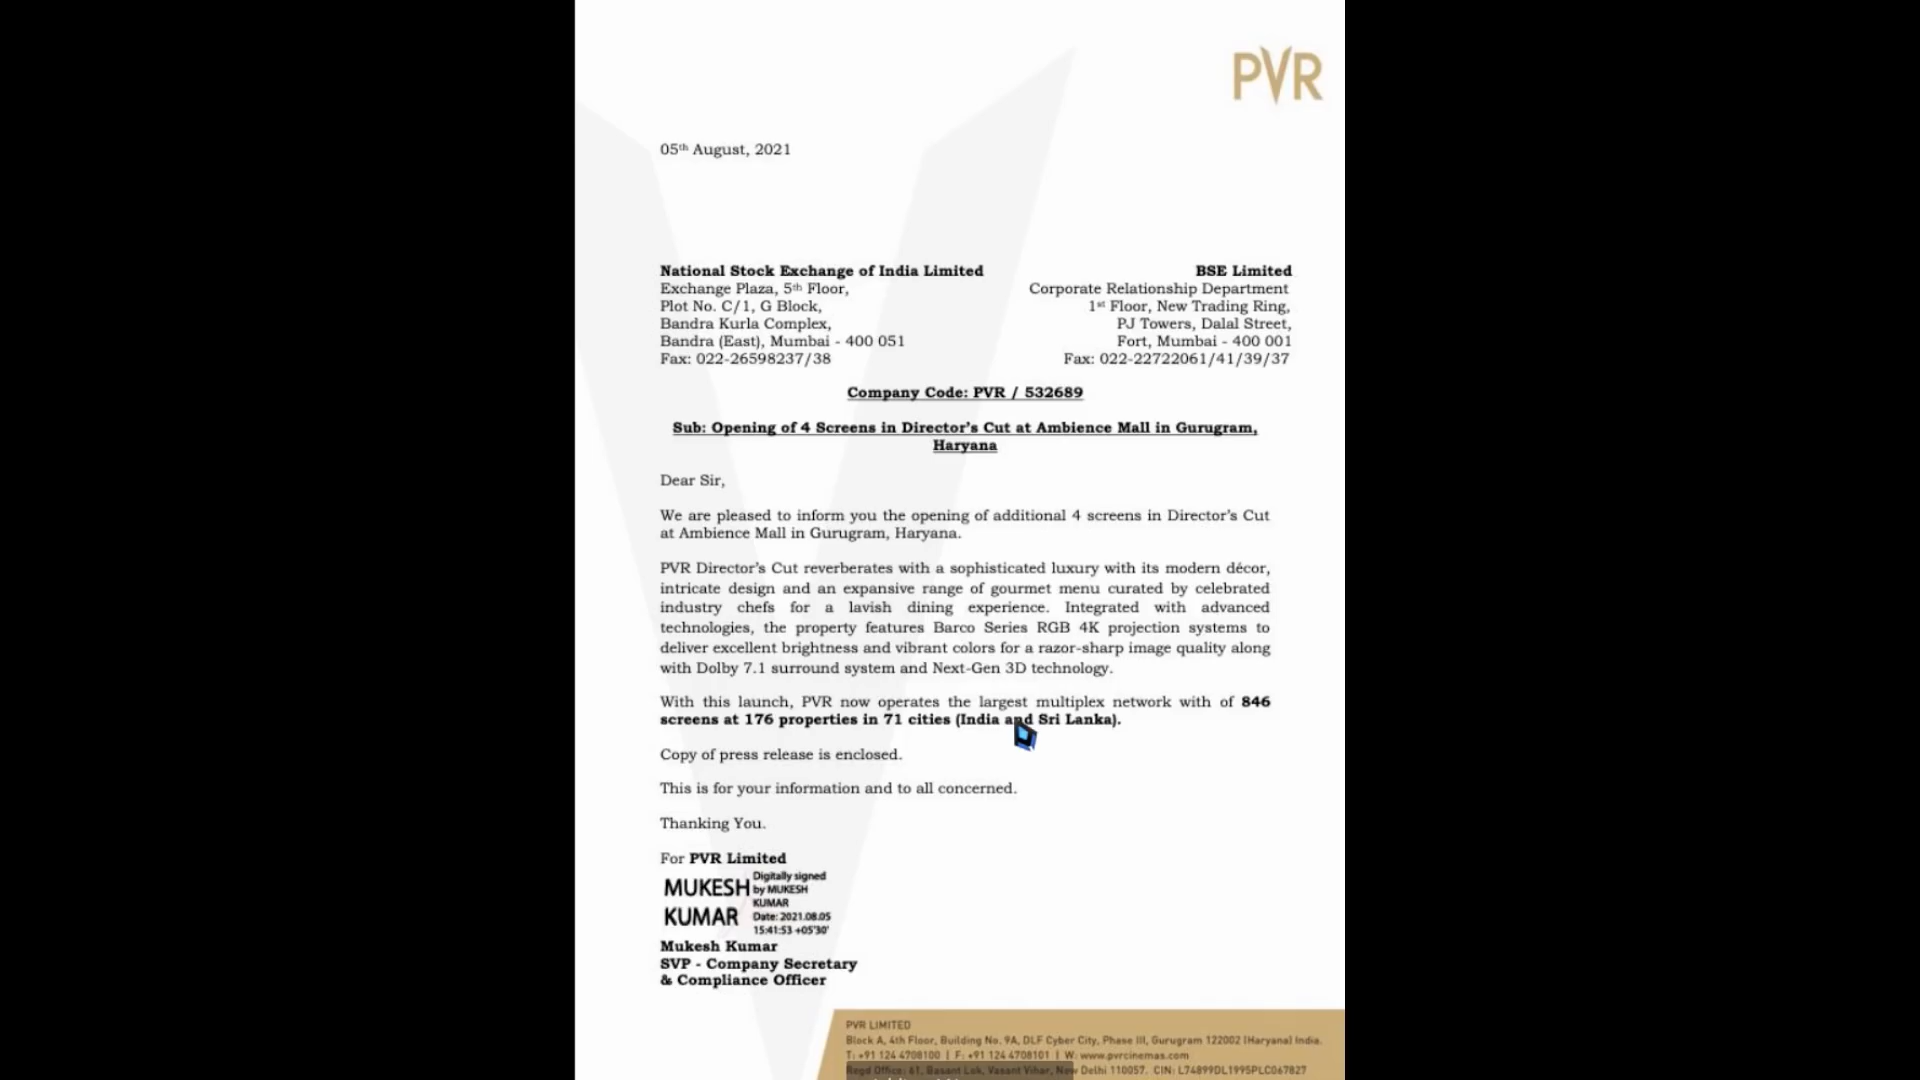 PVR
05th August, 2021
National Stock Exchange of India Limited
Exchange Plaza, 5th Floor,
Plot No. C/1, G Block,
Bandra Kurla Complex,
Bandra (East), Mumbai - 400 051
Fax: 022-26598237/38
BSE Limited
Corporate Relationship Department
1st Floor, New Trading Ring,
PJ Towers, Dalal Street,
Fort, Mumbai - 400 001
Fax: 022-22722061/41/39/37
Company Code: PVR / 532689
Sub: Opening of 4 Screens in Director's Cut at Ambience Mall in Gurugram,
Haryana
Dear Sir,
We are pleased to inform you the opening of additional 4 screens in Director's Cut
at Ambience Mall in Gurugram, Haryana.
PVR Director's Cut reverberates with a sophisticated luxury with its modern décor,
intricate design and an expansive range of gourmet menu curated by celebrated
industry chefs for a lavish dining experience. Integrated with advanced
technologies, the property features Barco Series RGB 4K projection systems to
deliver excellent brightness and vibrant colors for a razor-sharp image quality along
with Dolby 7.1 surround system and Next-Gen 3D technology.
With this launch, PVR now operates the largest multiplex network with of 846
screens at 176 properties in 71 cities (India and Sri Lanka).
Copy of press release is enclosed.
This is for your information and to all concerned.
Thanking You.
For PVR Limited
MUKESH
KUMAR
Digitally signed
by MUKESH
KUMAR
Date: 2021.08.05
15:41:53 +05'30'
Mukesh Kumar
SVP - Company Secretary
& Compliance Officer
PVR LIMITED
Block A, 4th Floor, Building No. 9A, DLF Cyber City, Phase III, Gurugram 122002 (Haryana) India.
T: +91 124 4708100 | F: +91 124 4708101 | W: www.pvrcinemas.com
Regd Office: 61, Basant Lok, Vasant Vihar, New Delhi 110057. CIN: L74899DL1995PLC067827